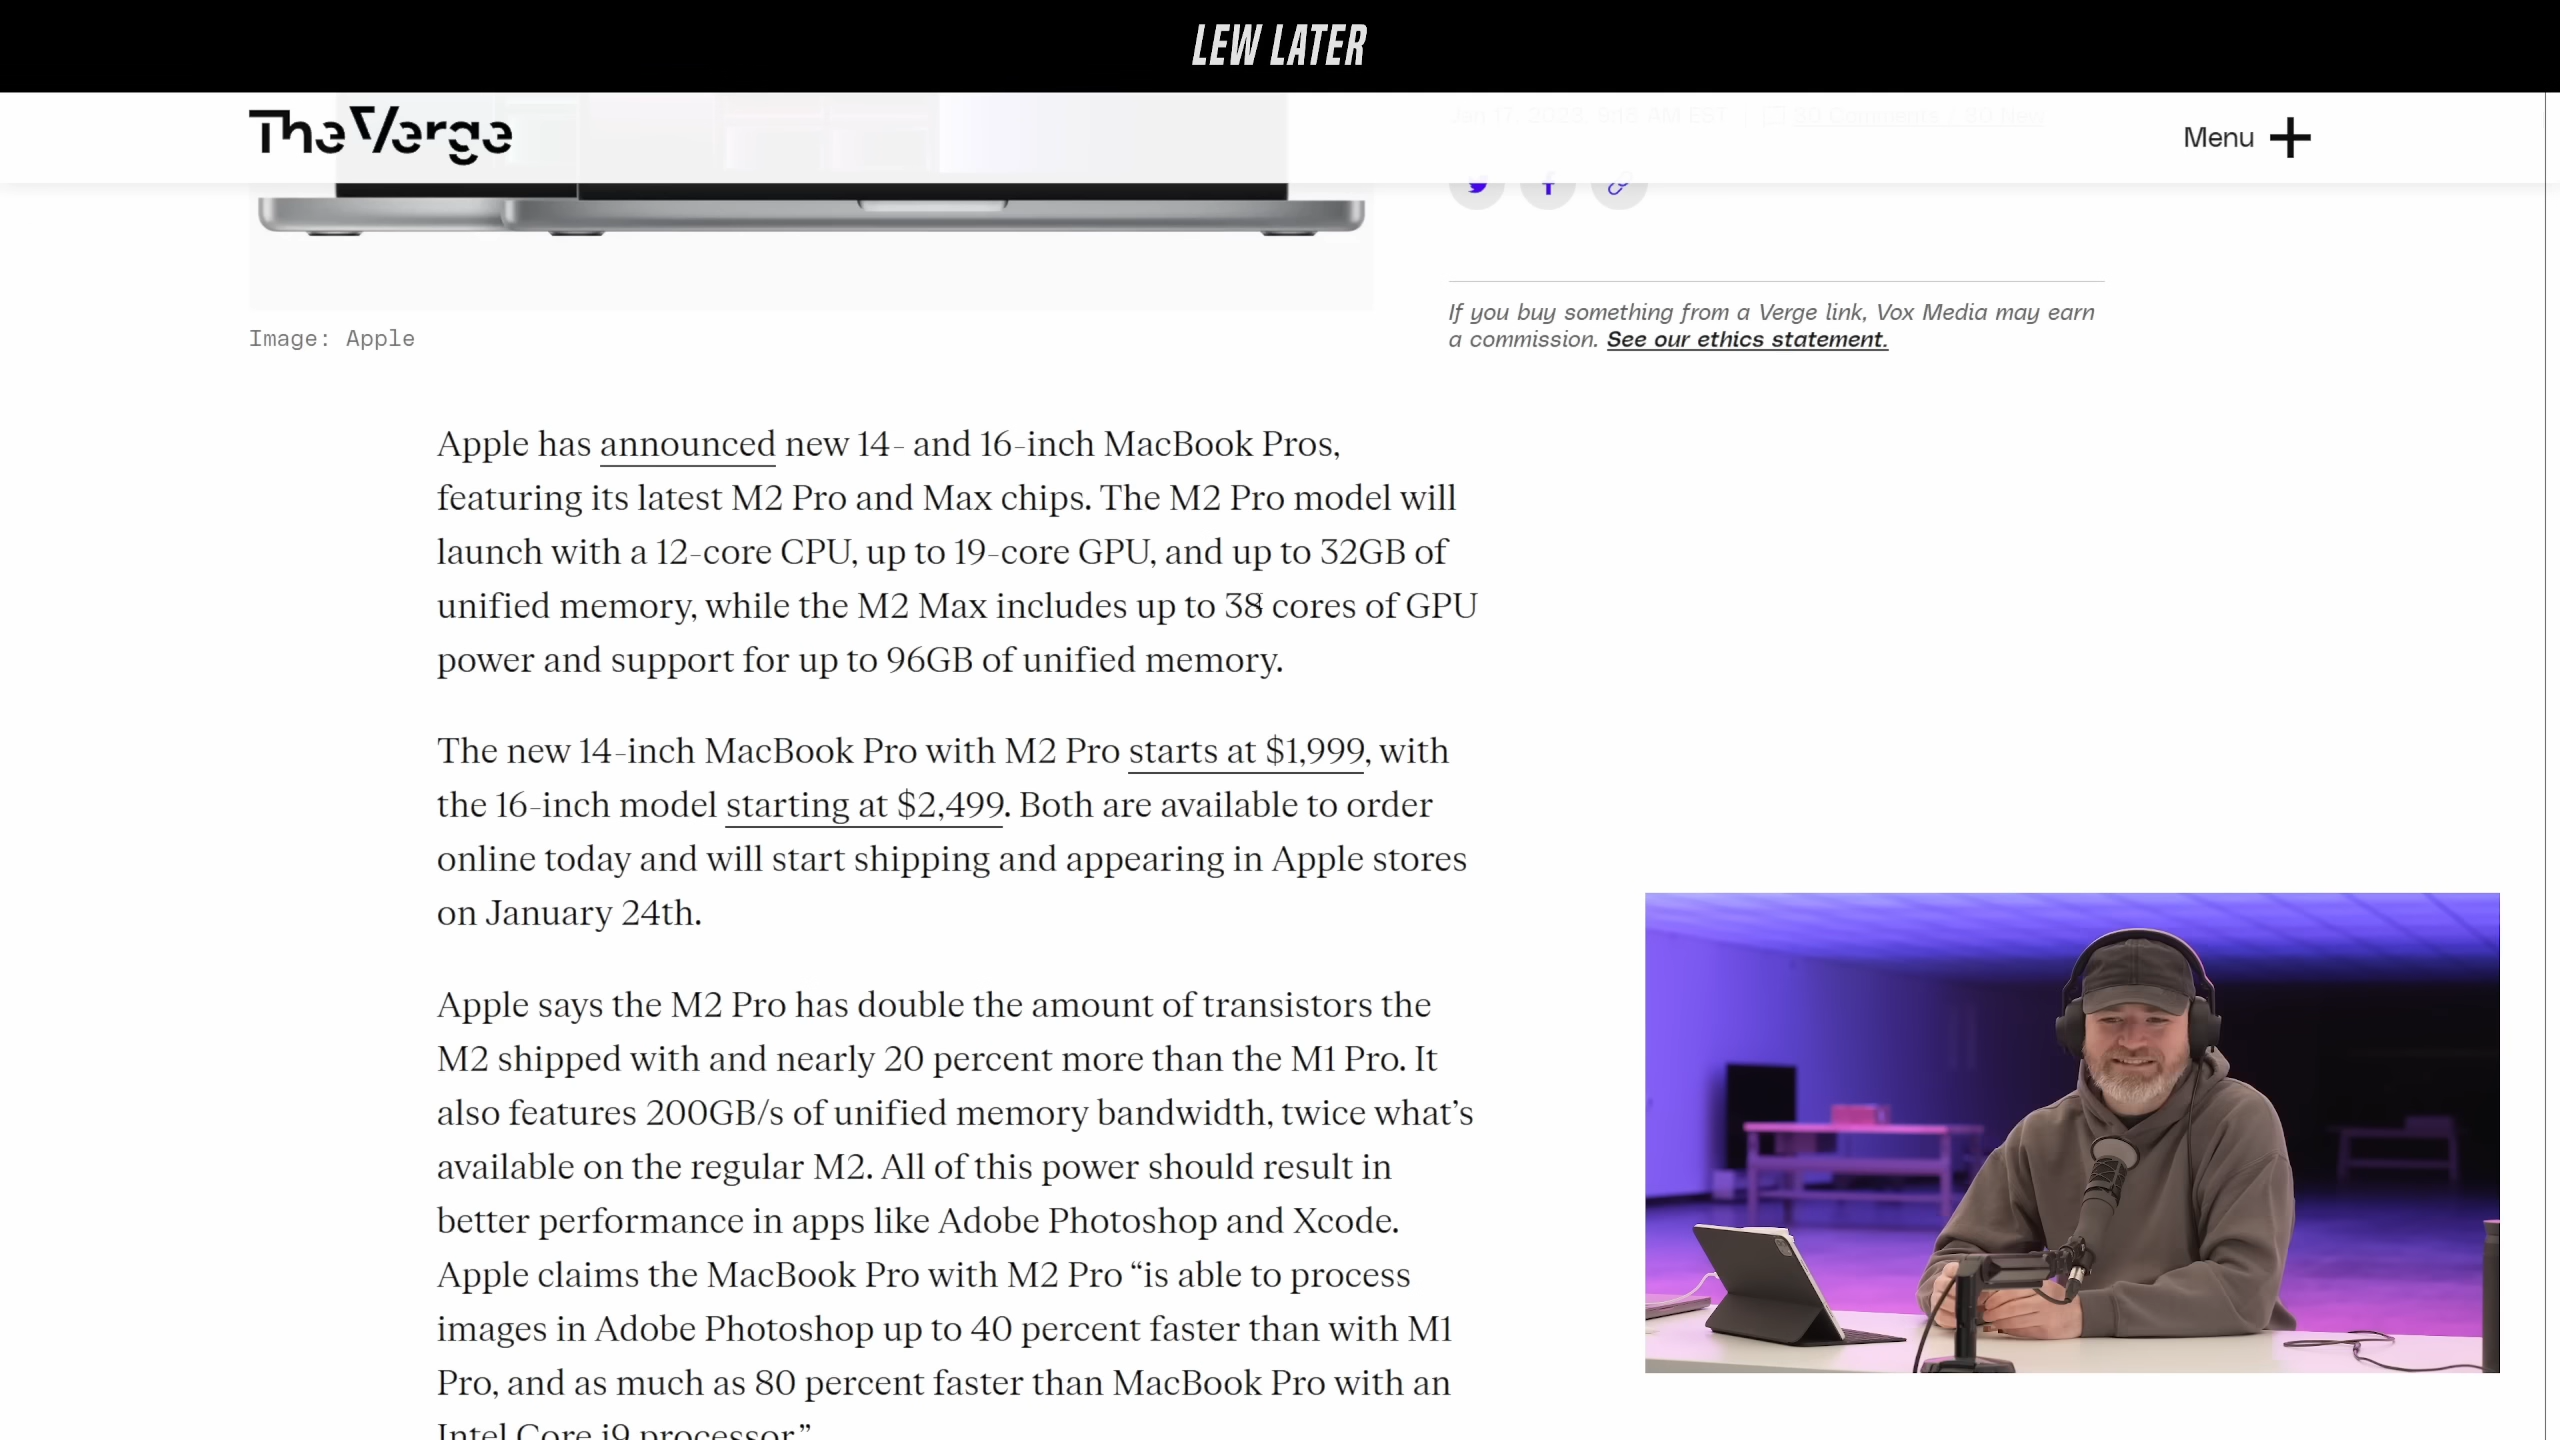 LEW LATER
The Verge
Menu
Jan 17, 2023, 9:15 AM EST
Image: Apple
If you buy something from a Verge link, Vox Media may earn
a commission. See our ethics statement.
Apple has announced new 14- and 16-inch MacBook Pros,
featuring its latest M2 Pro and Max chips. The M2 Pro model will
launch with a 12-core CPU, up to 19-core GPU, and up to 32GB of
unified memory, while the M2 Max includes up to 38 cores of GPU
power and support for up to 96GB of unified memory.
The new 14-inch MacBook Pro with M2 Pro starts at $1,999, with
the 16-inch model starting at $2,499. Both are available to order
online today and will start shipping and appearing in Apple stores
on January 24th.
Apple says the M2 Pro has double the amount of transistors the
M2 shipped with and nearly 20 percent more than the M1 Pro. It
also features 200GB/s of unified memory bandwidth, twice what’s
available on the regular M2. All of this power should result in
better performance in apps like Adobe Photoshop and Xcode.
Apple claims the MacBook Pro with M2 Pro “is able to process
images in Adobe Photoshop up to 40 percent faster than with M1
Pro, and as much as 80 percent faster than MacBook Pro with an
Intel Core i9 processor.”